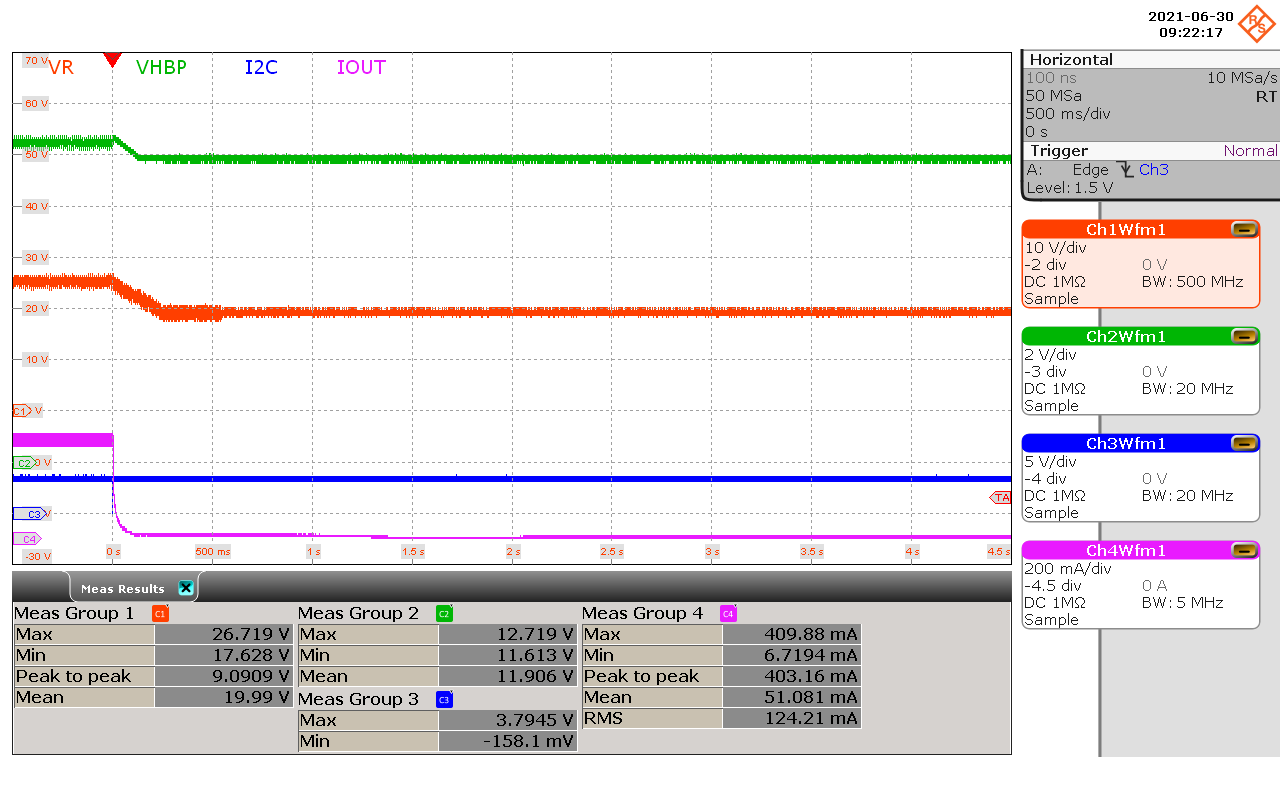 2021-06-30
09:22:17
R&S
Horizontal
100 ns 10 MSa/s
50 MSa RT
500 ms/div
0 s
Trigger Normal
A: Edge Ch3
Level: 1.5 V
70 V VR VHBP I2C IOUT
60 V
50 V
40 V
30 V
20 V
10 V
C1 V
C2 0 V
C3 V
TA
C4
-30 V 0 s 500 ms 1 s 1.5 s 2 s 2.5 s 3 s 3.5 s 4 s 4.5 s
Ch1Wfm1
10 V/div
-2 div 0 V
DC 1MΩ BW: 500 MHz
Sample
Ch2Wfm1
2 V/div
-3 div 0 V
DC 1MΩ BW: 20 MHz
Sample
Ch3Wfm1
5 V/div
-4 div 0 V
DC 1MΩ BW: 20 MHz
Sample
Ch4Wfm1
200 mA/div
-4.5 div 0 A
DC 1MΩ BW: 5 MHz
Sample
Meas Results
Meas Group 1 C1
Max 26.719 V
Min 17.628 V
Peak to peak 9.0909 V
Mean 19.99 V
Meas Group 2 C2
Max 12.719 V
Min 11.613 V
Mean 11.906 V
Meas Group 3 C3
Max 3.7945 V
Min -158.1 mV
Meas Group 4 C4
Max 409.88 mA
Min 6.7194 mA
Peak to peak 403.16 mA
Mean 51.081 mA
RMS 124.21 mA